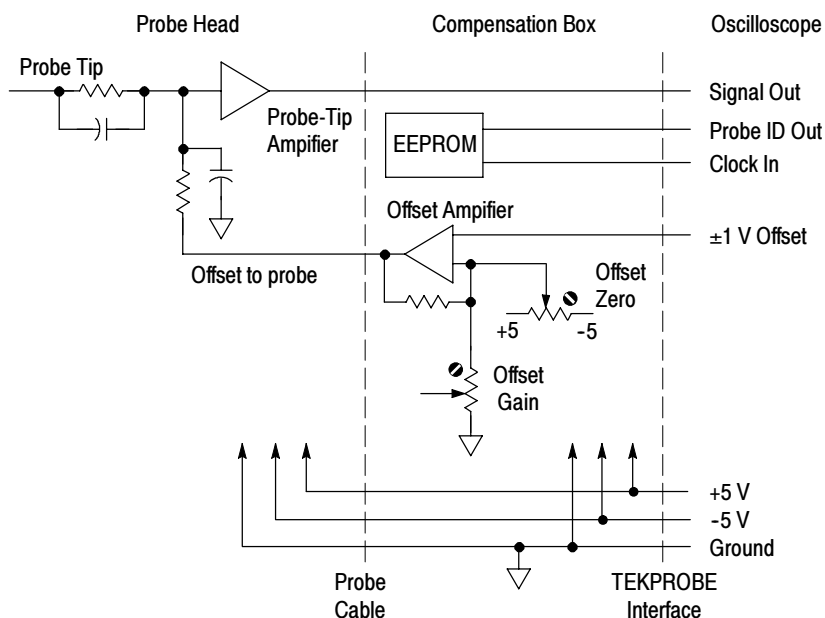 Probe Head
Compensation Box
Oscilloscope
Probe Tip
Probe-Tip
Ampifier
Signal Out
EEPROM
Probe ID Out
Clock In
Offset Ampifier
±1 V Offset
Offset to probe
Offset
Zero
+5
-5
Offset
Gain
+5 V
-5 V
Ground
Probe
Cable
TEKPROBE
Interface